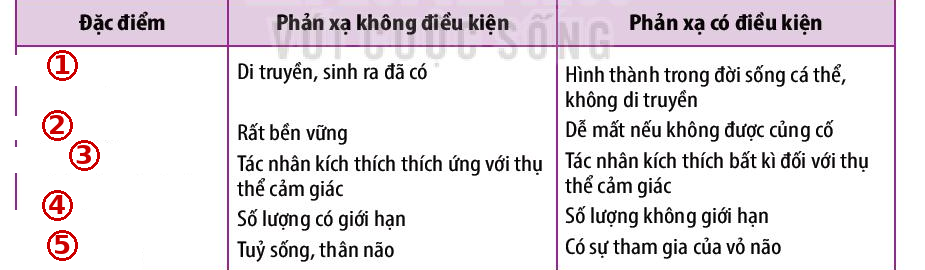 VỚI CUỘC SỐNG
Đặc điểm Phản xạ không điều kiện Phản xạ có điều kiện
① Di truyền, sinh ra đã có Hình thành trong đời sống cá thể,
không di truyền
② Rất bền vững Dễ mất nếu không được củng cố
③ Tác nhân kích thích thích ứng với thụ Tác nhân kích thích bất kì đối với thụ
thể cảm giác thể cảm giác
④ Số lượng có giới hạn Số lượng không giới hạn
⑤ Tuỷ sống, thân não Có sự tham gia của vỏ não